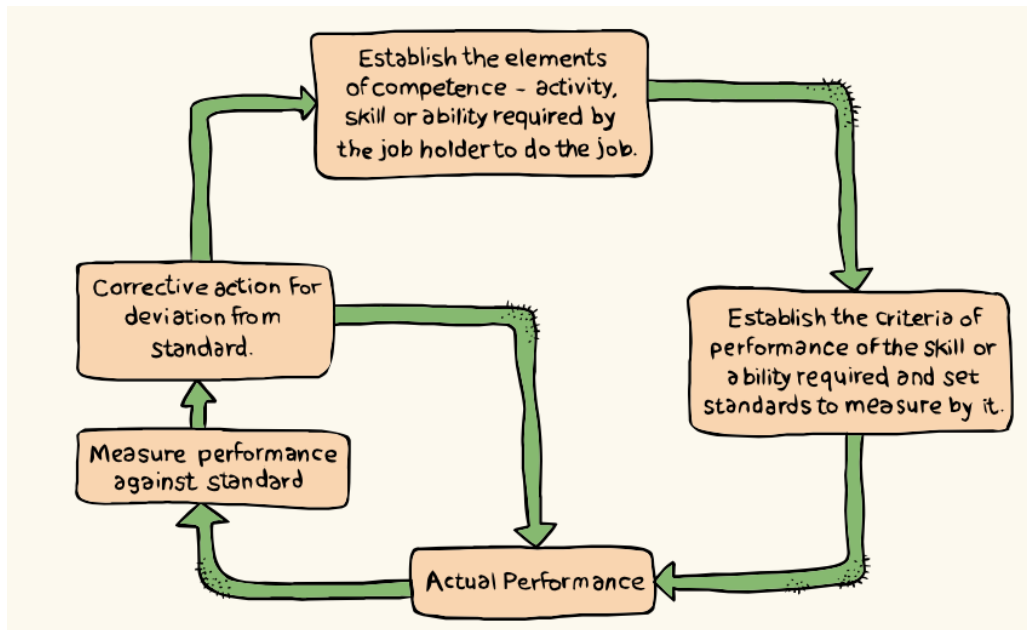 Establish the elements
of competence - activity,
skill or ability required by
the job holder to do the job.
Corrective action for
deviation from
standard.
Establish the criteria of
performance of the skill or
ability required and set
standards to measure by it.
Measure performance
against standard
Actual Performance